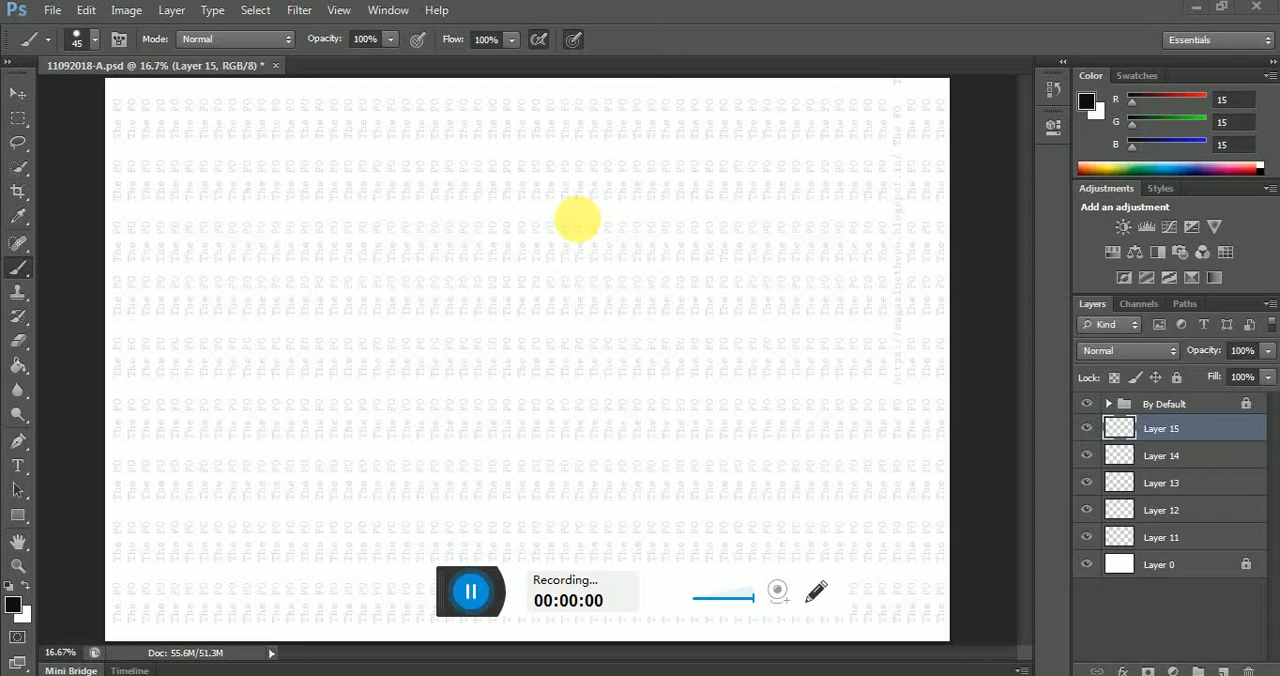 Ps File Edit Image Layer Type Select Filter View Window Help
45 Mode: Normal Opacity: 100% Flow: 100% Essentials
11092018-A.psd @ 16.7% (Layer 15, RGB/8) * ×
Color Swatches
R 15
G 15
B 15
Adjustments Styles
Add an adjustment
Layers Channels Paths
Kind
Normal Opacity: 100%
Lock: Fill: 100%
By Default
Layer 15
Layer 14
Layer 13
Layer 12
Layer 11
Layer 0
The PO
Recording...
00:00:00
16.67% Doc: 55.6M/51.3M
Mini Bridge Timeline